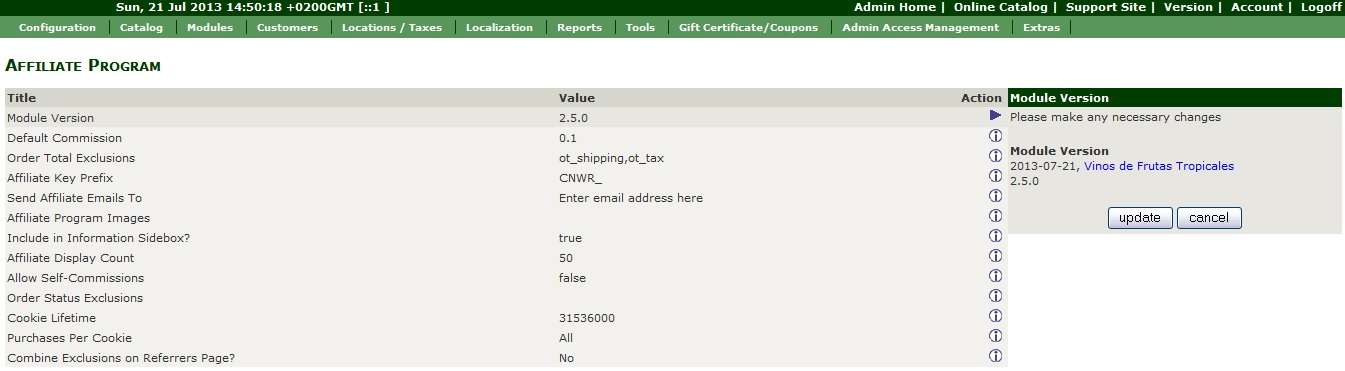 Sun, 21 Jul 2013 14:50:18 +0200GMT [::1 ] Admin Home | Online Catalog | Support Site | Version | Account | Logoff
Configuration Catalog Modules Customers Locations / Taxes Localization Reports Tools Gift Certificate/Coupons Admin Access Management Extras
AFFILIATE PROGRAM
Title Value Action
Module Version 2.5.0
Default Commission 0.1
Order Total Exclusions ot_shipping,ot_tax
Affiliate Key Prefix CNWR_
Send Affiliate Emails To Enter email address here
Affiliate Program Images
Include in Information Sidebox? true
Affiliate Display Count 50
Allow Self-Commissions false
Order Status Exclusions
Cookie Lifetime 31536000
Purchases Per Cookie All
Combine Exclusions on Referrers Page? No
Module Version
Please make any necessary changes
Module Version
2013-07-21, Vinos de Frutas Tropicales
2.5.0
update cancel